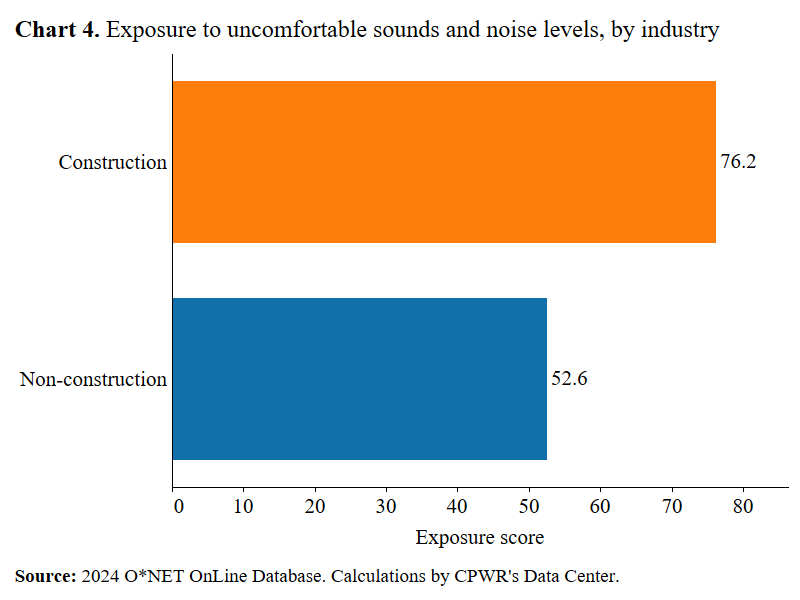 Chart 4. Exposure to uncomfortable sounds and noise levels, by industry
Construction
76.2
Non-construction
52.6
0 10 20 30 40 50 60 70 80
Exposure score
Source: 2024 O*NET OnLine Database. Calculations by CPWR's Data Center.